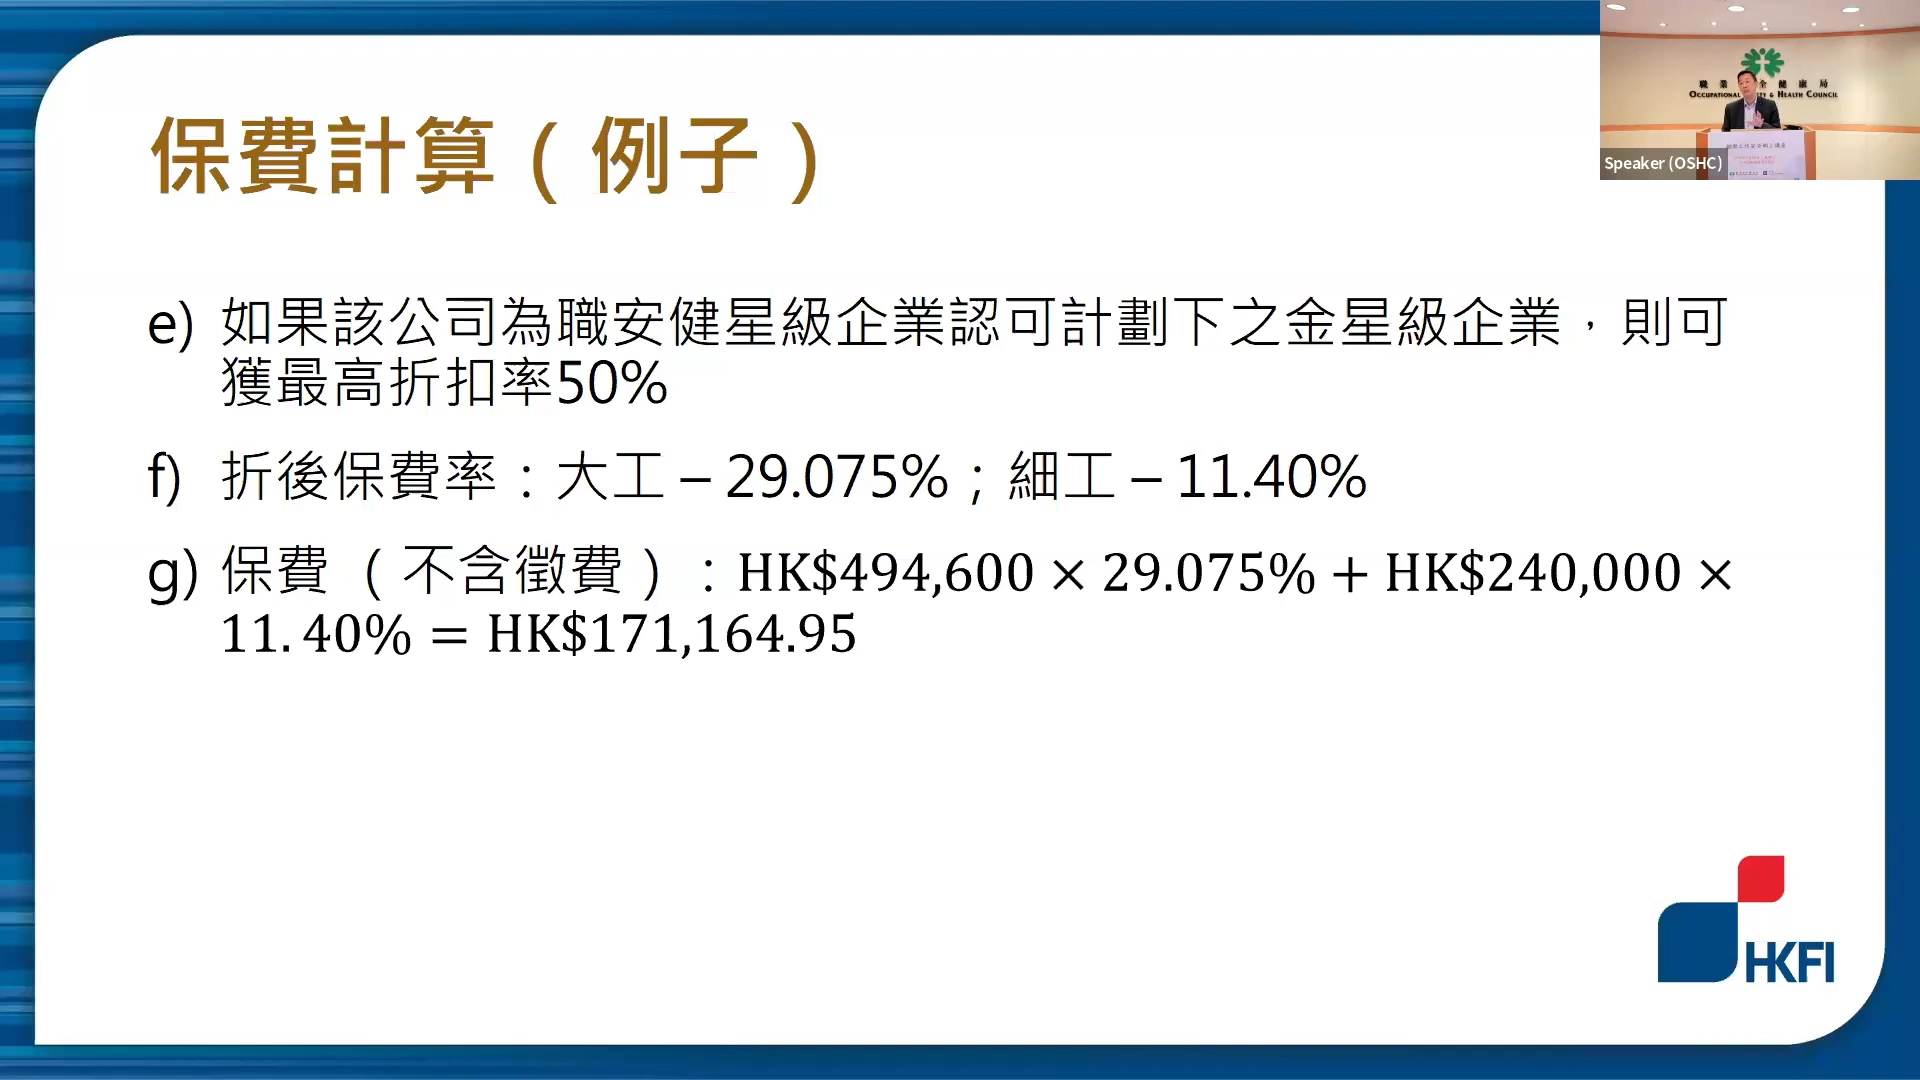 保費計算（例子）
e) 如果該公司為職安健星級企業認可計劃下之金星級企業，則可
獲最高折扣率50%
f) 折後保費率：大工 – 29.075%；細工 – 11.40%
g) 保費 （不含徵費）：HK$494,600 × 29.075% + HK$240,000 ×
11.40% = HK$171,164.95
HKFI
Speaker (OSHC)